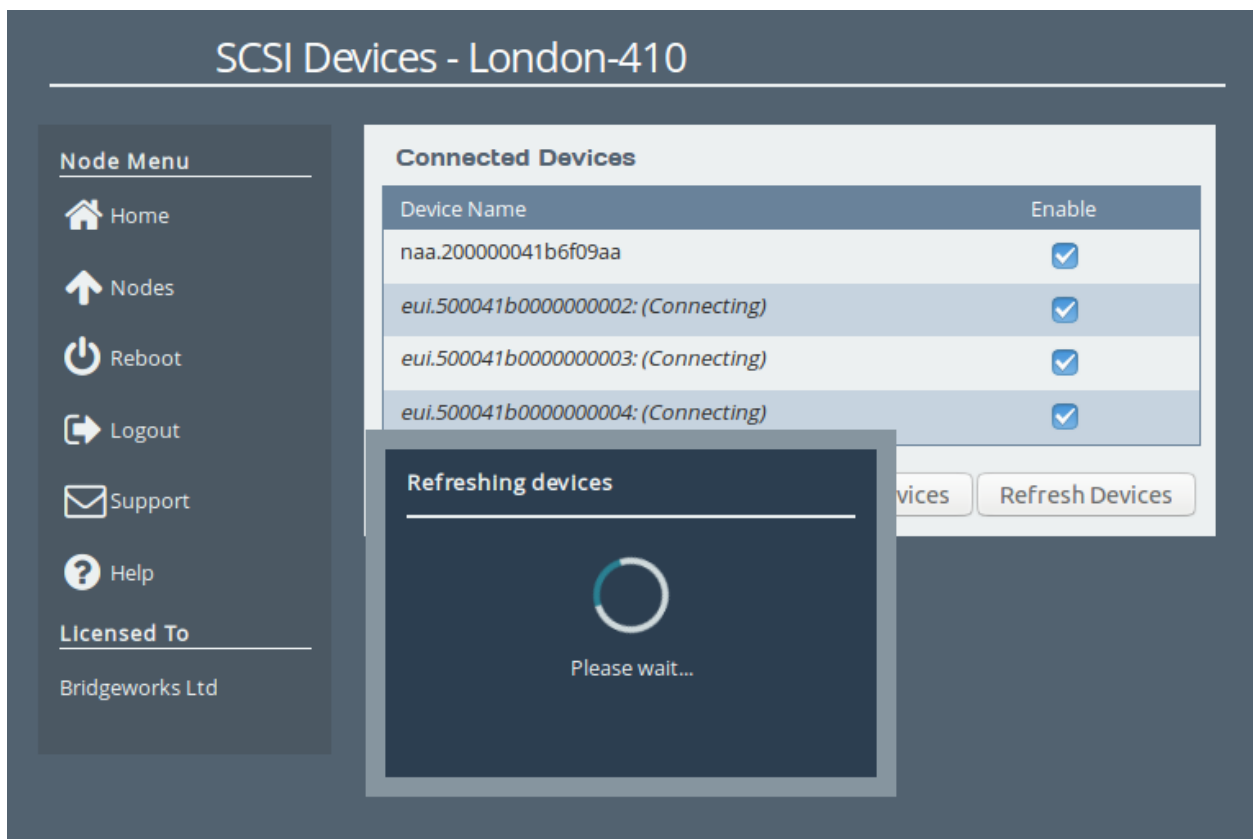 SCSI Devices - London-410
Node Menu
Home
Nodes
Reboot
Logout
Support
Help
Licensed To
Bridgeworks Ltd
Connected Devices
Device Name Enable
naa.200000041b6f09aa
eui.500041b0000000002: (Connecting)
eui.500041b0000000003: (Connecting)
eui.500041b0000000004: (Connecting)
Refresh Devices
Refreshing devices
Please wait...